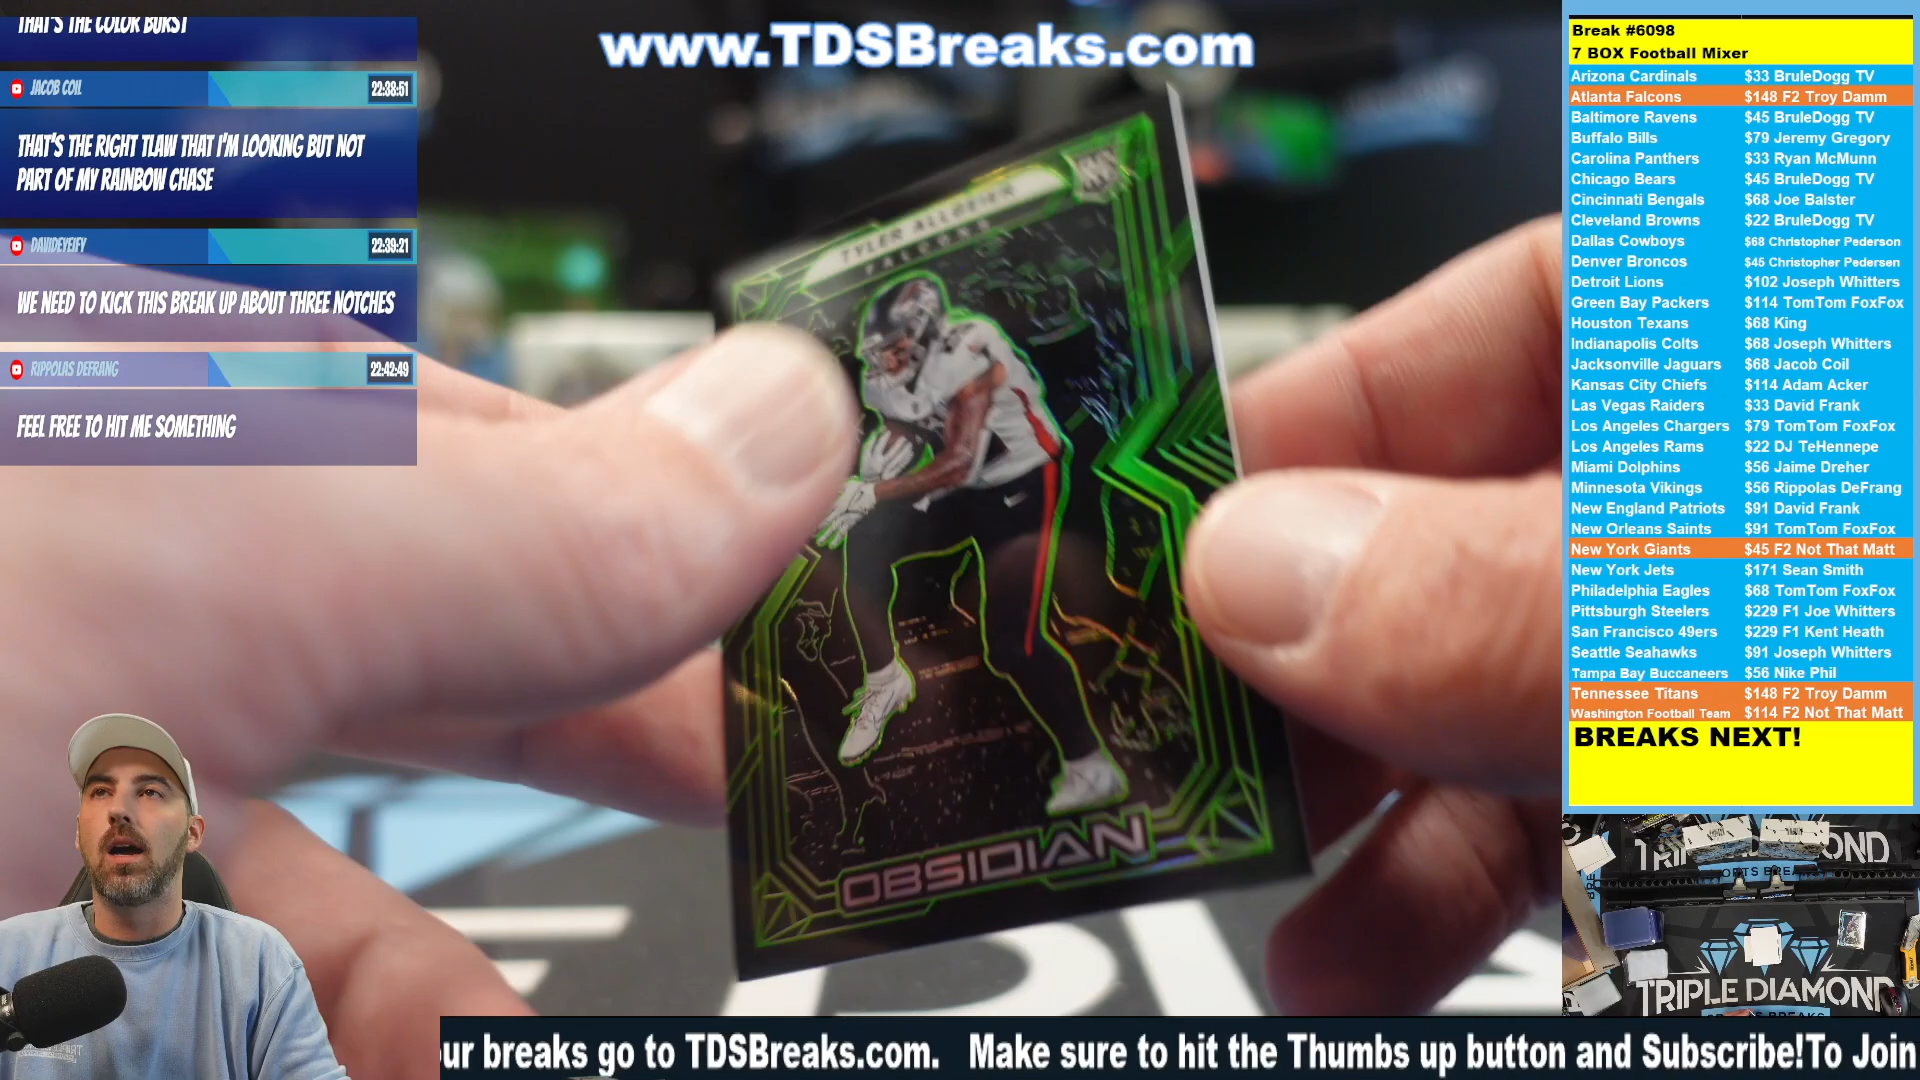 THAT'S THE COLOR BURST
JACOB COIL
22:38:51
THAT'S THE RIGHT TLAW THAT I'M LOOKING BUT NOT
PART OF MY RAINBOW CHASE
DAVIDEYEIFY
22:39:21
WE NEED TO KICK THIS BREAK UP ABOUT THREE NOTCHES
RIPPOLAS DEFRANG
22:42:49
FEEL FREE TO HIT ME SOMETHING
www.TDSBreaks.com
TYLER ALLGEIER
FALCONS
OBSIDIAN
Break #6098
7 BOX Football Mixer
Arizona Cardinals $33 BruleDogg TV
Atlanta Falcons $148 F2 Troy Damm
Baltimore Ravens $45 BruleDogg TV
Buffalo Bills $79 Jeremy Gregory
Carolina Panthers $33 Ryan McMunn
Chicago Bears $45 BruleDogg TV
Cincinnati Bengals $68 Joe Balster
Cleveland Browns $22 BruleDogg TV
Dallas Cowboys $68 Christopher Pederson
Denver Broncos $45 Christopher Pedersen
Detroit Lions $102 Joseph Whitters
Green Bay Packers $114 TomTom FoxFox
Houston Texans $68 King
Indianapolis Colts $68 Joseph Whitters
Jacksonville Jaguars $68 Jacob Coil
Kansas City Chiefs $114 Adam Acker
Las Vegas Raiders $33 David Frank
Los Angeles Chargers $79 TomTom FoxFox
Los Angeles Rams $22 DJ TeHennepe
Miami Dolphins $56 Jaime Dreher
Minnesota Vikings $56 Rippolas DeFrang
New England Patriots $91 David Frank
New Orleans Saints $91 TomTom FoxFox
New York Giants $45 F2 Not That Matt
New York Jets $171 Sean Smith
Philadelphia Eagles $68 TomTom FoxFox
Pittsburgh Steelers $229 F1 Joe Whitters
San Francisco 49ers $229 F1 Kent Heath
Seattle Seahawks $91 Joseph Whitters
Tampa Bay Buccaneers $56 Nike Phil
Tennessee Titans $148 F2 Troy Damm
Washington Football Team $114 F2 Not That Matt
BREAKS NEXT!
TRIPLE DIAMOND
ur breaks go to TDSBreaks.com. Make sure to hit the Thumbs up button and Subscribe!To Join